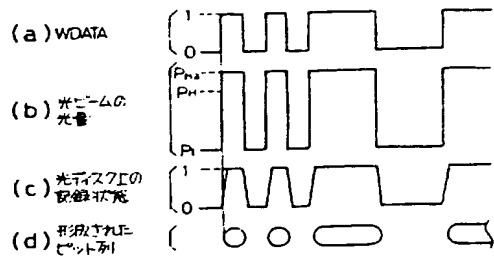 (a) WDATA
1
0
(b) 光ビームの
光量
PHa
PH
Pl
(c) 光ディスク上の
記録状態
1
0
(d) 形成された
ピット列